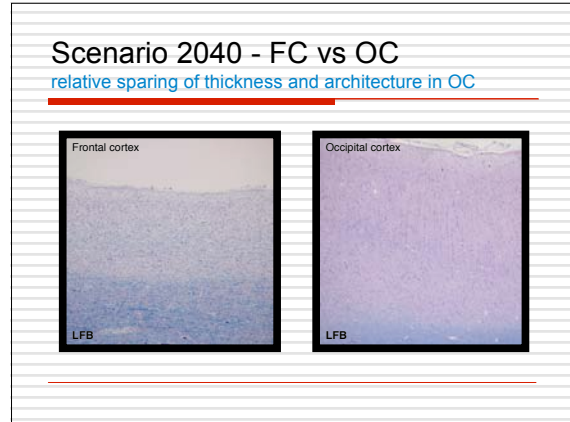 Scenario 2040 - FC vs OC
relative sparing of thickness and architecture in OC
Frontal cortex
LFB
Occipital cortex
LFB